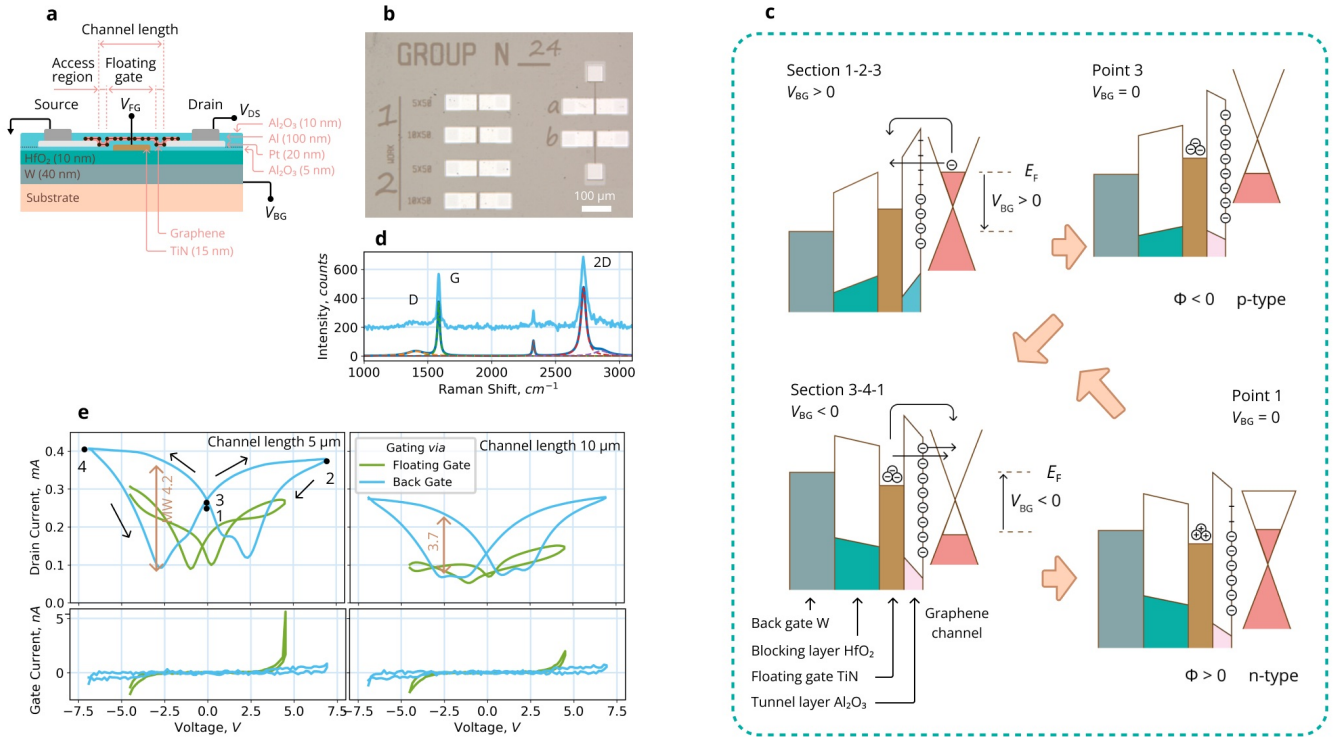 a
Channel length
Access region
Floating gate
Source
V_FG
Drain
V_DS
Al₂O₃ (10 nm)
Al (100 nm)
Pt (20 nm)
Al₂O₃ (5 nm)
HfO₂ (10 nm)
W (40 nm)
Substrate
V_BG
Graphene
TiN (15 nm)
b
GROUP N 24
1
WORK
2
5X50
10X50
5X50
10X50
a
b
100 µm
d
Intensity, counts
600
400
200
0
D
G
2D
1000
1500
2000
2500
3000
Raman Shift, cm⁻¹
e
Channel length 5 µm
Drain Current, mA
0.4
0.3
0.2
0.1
0.0
4
2
3
1
MW 4.2
Channel length 10 µm
Gating via
Floating Gate
Back Gate
3.7
Gate Current, nA
5
0
−7.5
−5.0
−2.5
0.0
2.5
5.0
7.5
Voltage, V
−7.5
−5.0
−2.5
0.0
2.5
5.0
7.5
Voltage, V
c
Section 1-2-3
V_BG > 0
E_F
V_BG > 0
Point 3
V_BG = 0
Φ < 0 p-type
Section 3-4-1
V_BG < 0
E_F
V_BG < 0
Back gate W
Blocking layer HfO₂
Floating gate TiN
Tunnel layer Al₂O₃
Graphene
channel
Point 1
V_BG = 0
Φ > 0 n-type